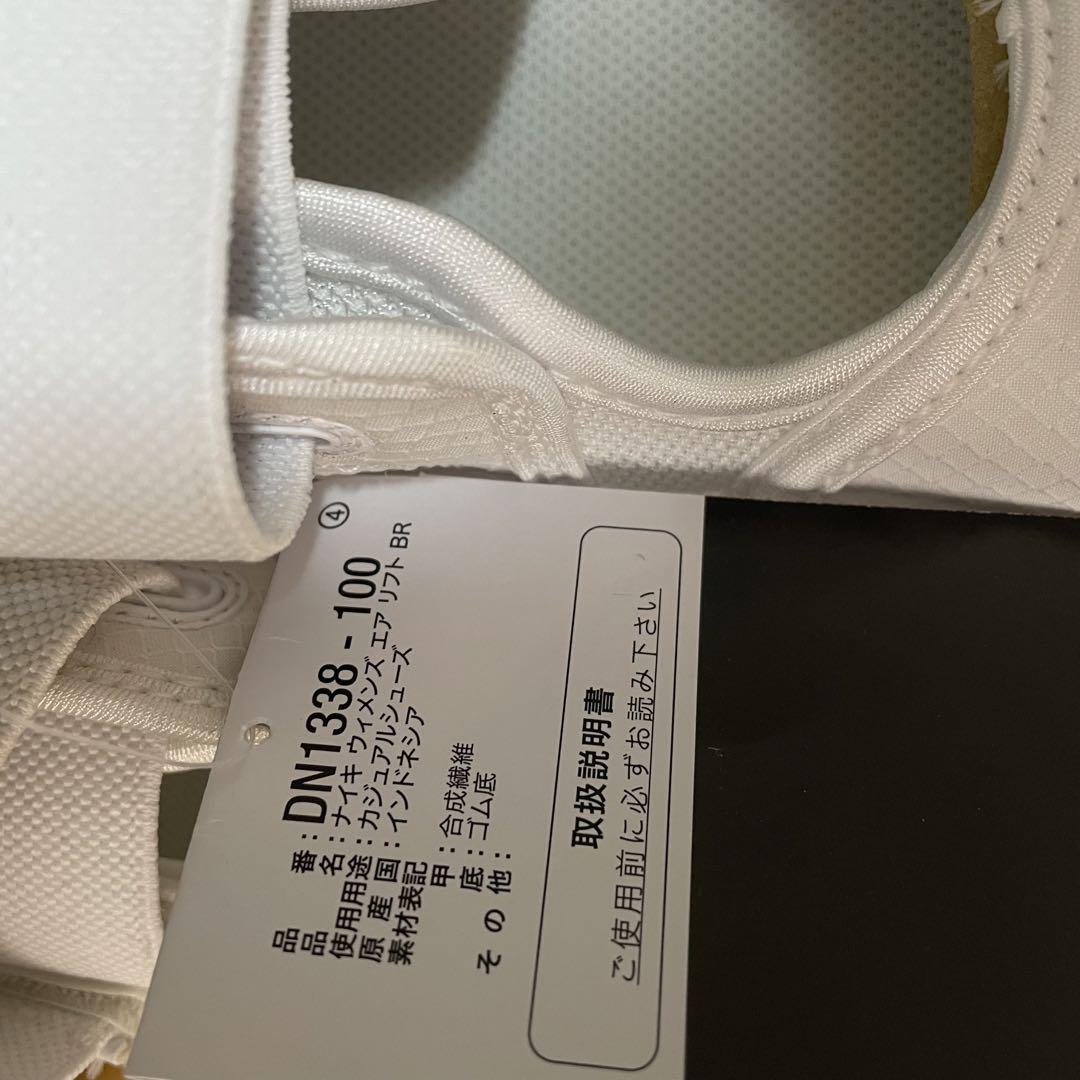 ④
品番:DN1338-100
品名:ナイキ ウィメンズ エア リフト BR
使用用途:カジュアルシューズ
原産国:インドネシア
素材表記
甲:合成繊維
底:ゴム底
その他:
取扱説明書
ご使用前に必ずお読み下さい